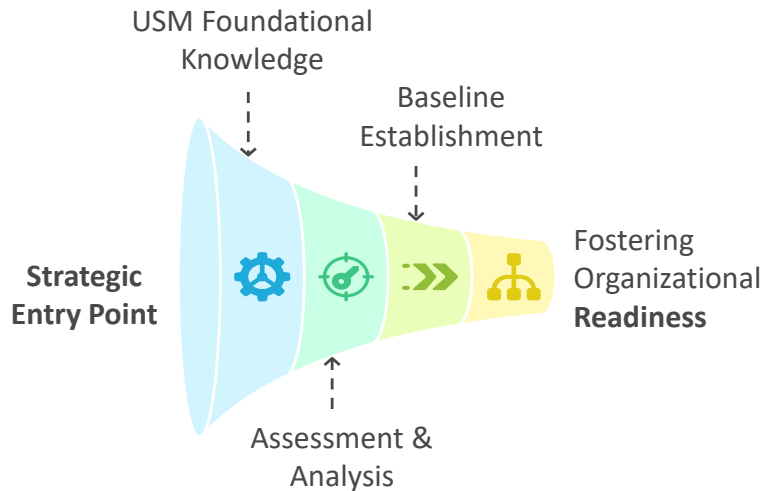 USM Foundational
Knowledge
Baseline
Establishment
Strategic
Entry Point
Fostering
Organizational
Readiness
Assessment &
Analysis